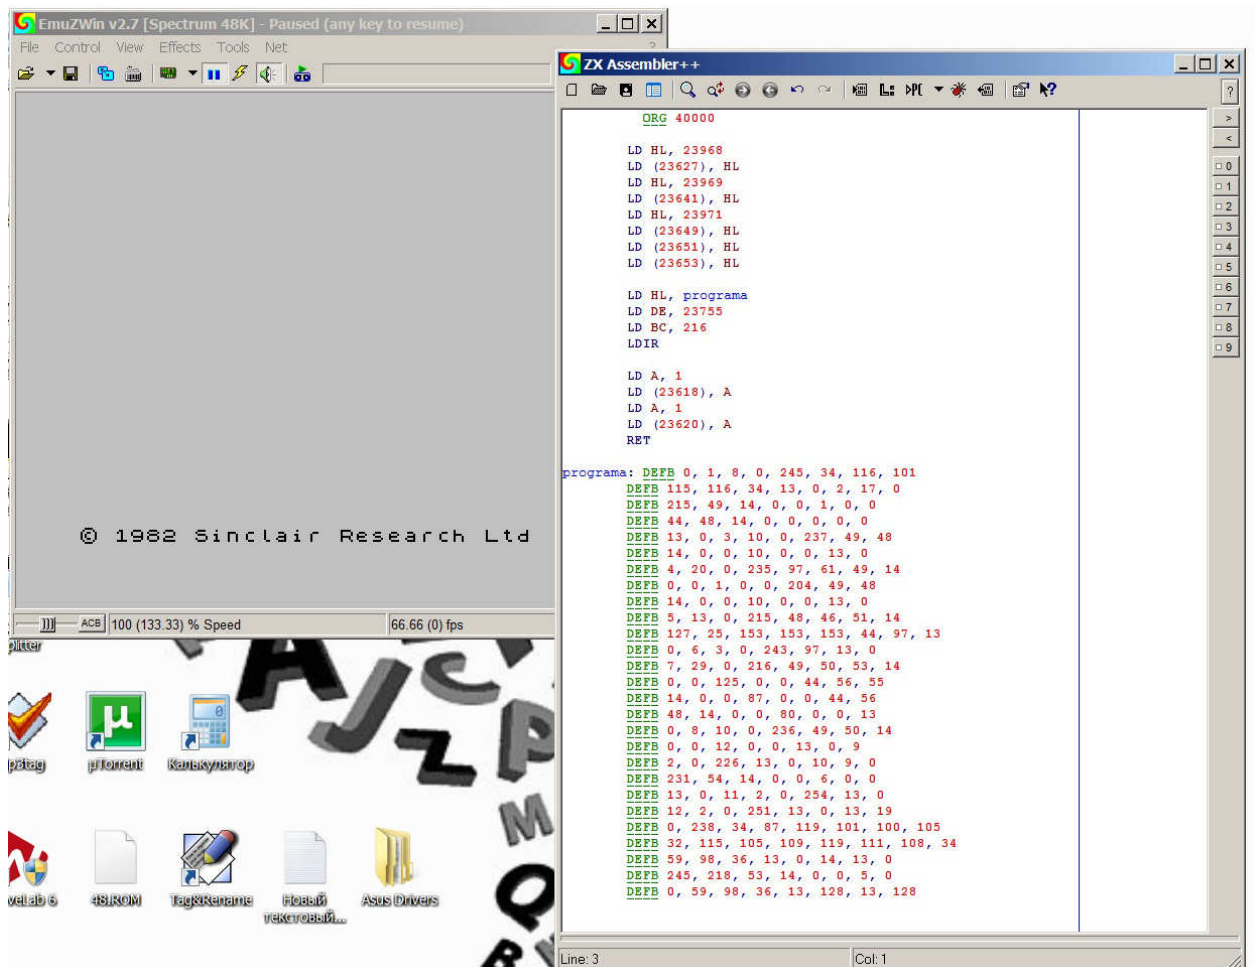 EmuZWin v2.7 [Spectrum 48K] - Paused (any key to resume)
File Control View Effects Tools Net ?
© 1982 Sinclair Research Ltd
ACB 100 (133.33) % Speed 66.66 (0) fps
ZX Assembler++
?
>
<
0
1
2
3
4
5
6
7
8
9
ORG 40000
LD HL, 23968
LD (23627), HL
LD HL, 23969
LD (23641), HL
LD HL, 23971
LD (23649), HL
LD (23651), HL
LD (23653), HL
LD HL, programa
LD DE, 23755
LD BC, 216
LDIR
LD A, 1
LD (23618), A
LD A, 1
LD (23620), A
RET
programa: DEFB 0, 1, 8, 0, 245, 34, 116, 101
DEFB 115, 116, 34, 13, 0, 2, 17, 0
DEFB 215, 49, 14, 0, 0, 1, 0, 0
DEFB 44, 48, 14, 0, 0, 0, 0, 0
DEFB 13, 0, 3, 10, 0, 237, 49, 48
DEFB 14, 0, 0, 10, 0, 0, 13, 0
DEFB 4, 20, 0, 235, 97, 61, 49, 14
DEFB 0, 0, 1, 0, 0, 204, 49, 48
DEFB 14, 0, 0, 10, 0, 0, 13, 0
DEFB 5, 13, 0, 215, 48, 46, 51, 14
DEFB 127, 25, 153, 153, 153, 44, 97, 13
DEFB 0, 6, 3, 0, 243, 97, 13, 0
DEFB 7, 29, 0, 216, 49, 50, 53, 14
DEFB 0, 0, 125, 0, 0, 44, 56, 55
DEFB 14, 0, 0, 87, 0, 0, 44, 56
DEFB 48, 14, 0, 0, 80, 0, 0, 13
DEFB 0, 8, 10, 0, 236, 49, 50, 14
DEFB 0, 0, 12, 0, 0, 13, 0, 9
DEFB 2, 0, 226, 13, 0, 10, 9, 0
DEFB 231, 54, 14, 0, 0, 6, 0, 0
DEFB 13, 0, 11, 2, 0, 254, 13, 0
DEFB 12, 2, 0, 251, 13, 0, 13, 19
DEFB 0, 238, 34, 87, 119, 101, 100, 105
DEFB 32, 115, 105, 109, 119, 111, 108, 34
DEFB 59, 98, 36, 13, 0, 14, 13, 0
DEFB 245, 218, 53, 14, 0, 0, 5, 0
DEFB 0, 59, 98, 36, 13, 128, 13, 128
Line: 3 Col: 1
plitter
p3tag
µTorrent
Калькулятор
veLab 6
48.ROM
Tag&Rename
Новый текстовый...
Asus Drivers
A J C Z P M Q B